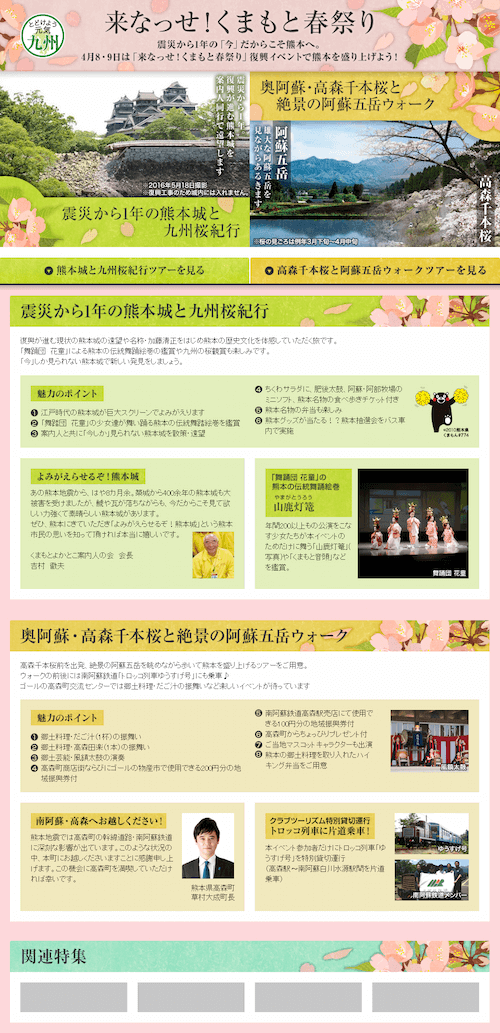 とどけよう
元気
九州
来なっせ!くまもと春祭り
震災から1年の「今」だからこそ熊本へ。
4月8・9日は「来なっせ!くまもと春祭り」復興イベントで熊本を盛り上げよう!
震災から1年
復興が進む熊本城を
案内人同行で遠望します
※2016年5月18日撮影
※復興工事のため城内には入れません。
震災から1年の熊本城と
九州桜紀行
奥阿蘇・高森千本桜と
絶景の阿蘇五岳ウォーク
阿蘇五岳
雄大な阿蘇五岳を
見ながらあるきます
高森千本桜
※桜の見ごろは例年3月下旬〜4月中旬
熊本城と九州桜紀行ツアーを見る
高森千本桜と阿蘇五岳ウォークツアーを見る
震災から1年の熊本城と九州桜紀行
復興が進む現状の熊本城の遠望や名称・加藤清正をはじめ熊本の歴史文化を体感していただく旅です。
「舞踊団 花童」による熊本の伝統舞踊絵巻の鑑賞や九州の桜観賞も楽しみです。
「今」しか見られない熊本城で新しい発見をしましょう。
魅力のポイント
❶ 江戸時代の熊本城が巨大スクリーンでよみがえります
❷ 「舞踊団 花童」の少女達が舞い踊る熊本の伝統舞踊絵巻を鑑賞
❸ 案内人と共に「今しか」見られない熊本城を散策・遠望
❹ ちくわサラダに、肥後太鼓、阿蘇・阿部牧場の
ミニソフト、熊本名物の食べ歩きチケット付き
❺ 熊本名物の弁当も楽しみ
❻ 熊本グッズが当たる!?熊本抽選会をバス車
内で実施
©2010熊本県
くまモン#774
よみがえらせるぞ!熊本城
あの熊本地震から、はや6カ月余。築城から400余年の熊本城も大
被害を受けましたが、鯱や瓦が落ちながらも、今だからこそ見て欲
しい力強くて素晴らしい熊本城があります。
ぜひ、熊本にきていただき「よみがえらせるぞ!熊本城」という熊本
市民の思いを知って頂ければ本当に嬉しいです。
くまもとよかとこ案内人の会 会長
吉村 徹夫
「舞踊団 花童」の
熊本の伝統舞踊絵巻
やまがとうろう
山鹿灯篭
年間200以上もの公演をこな
す少女たちが本イベントの
ためだけに舞う「山鹿灯篭」(
写真)や「くまもと音頭」など
を鑑賞。
舞踊団 花童
奥阿蘇・高森千本桜と絶景の阿蘇五岳ウォーク
高森千本桜前を出発。絶景の阿蘇五岳を眺めながら歩いて熊本を盛り上げるツアーをご用意。
ウォークの前後には南阿蘇鉄道「トロッコ列車ゆうすげ号」にも乗車♪
ゴールの高森町交流センターでは郷土料理・だご汁の振舞いなど楽しいイベントが待っています
魅力のポイント
❶ 郷土料理・だご汁(1杯)の振舞い
❷ 郷土料理・高森田楽(1本)の振舞い
❸ 郷土芸能・風鎮太鼓の演奏
❹ 高森町商店街ならびにゴールの物産市で使用できる200円分の地
域振興券付
❺ 南阿蘇鉄道高森駅売店にて使用で
きる100円分の地域振興券付
❻ 高森町からちょっぴりプレゼント付
❼ ご当地マスコットキャラクターも出演
❽ 熊本の郷土料理を取り入れたハイ
キング弁当をご用意
風鎮太鼓
南阿蘇・高森へお越しください!
熊本地震では高森町の幹線道路・南阿蘇鉄道
に深刻な影響が出ています。このような状況の
中、本町にお越しくださいますことに感謝申し上
げます。この機会に高森町を満喫していただけ
れば幸いです。
熊本県高森町
草村大成町長
クラブツーリズム特別貸切運行
トロッコ列車に片道乗車!
本イベント参加者だけにトロッコ列車「ゆ
うすげ号」を特別貸切運行
(高森駅〜南阿蘇白川水源駅間を片道
乗車)
ゆうすげ号
南阿蘇鉄道メンバー
関連特集